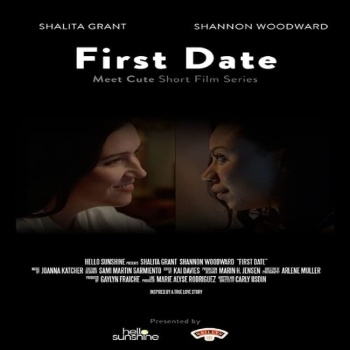 SHALITA GRANT SHANNON WOODWARD
First Date
Meet Cute Short Film Series
HELLO SUNSHINE PRESENTS SHALITA GRANT SHANNON WOODWARD "FIRST DATE"
JOANNA KATCHER SAMI MARTIN SARMIENTO KAI DAVIES MARIN H. JENSEN ARLENE MULLER
GAYLYN FRAICHE MARIE ALYSE RODRIGUEZ CARLY USDIN
INSPIRED BY A TRUE LOVE STORY
Presented by
hello sunshine BAILEYS